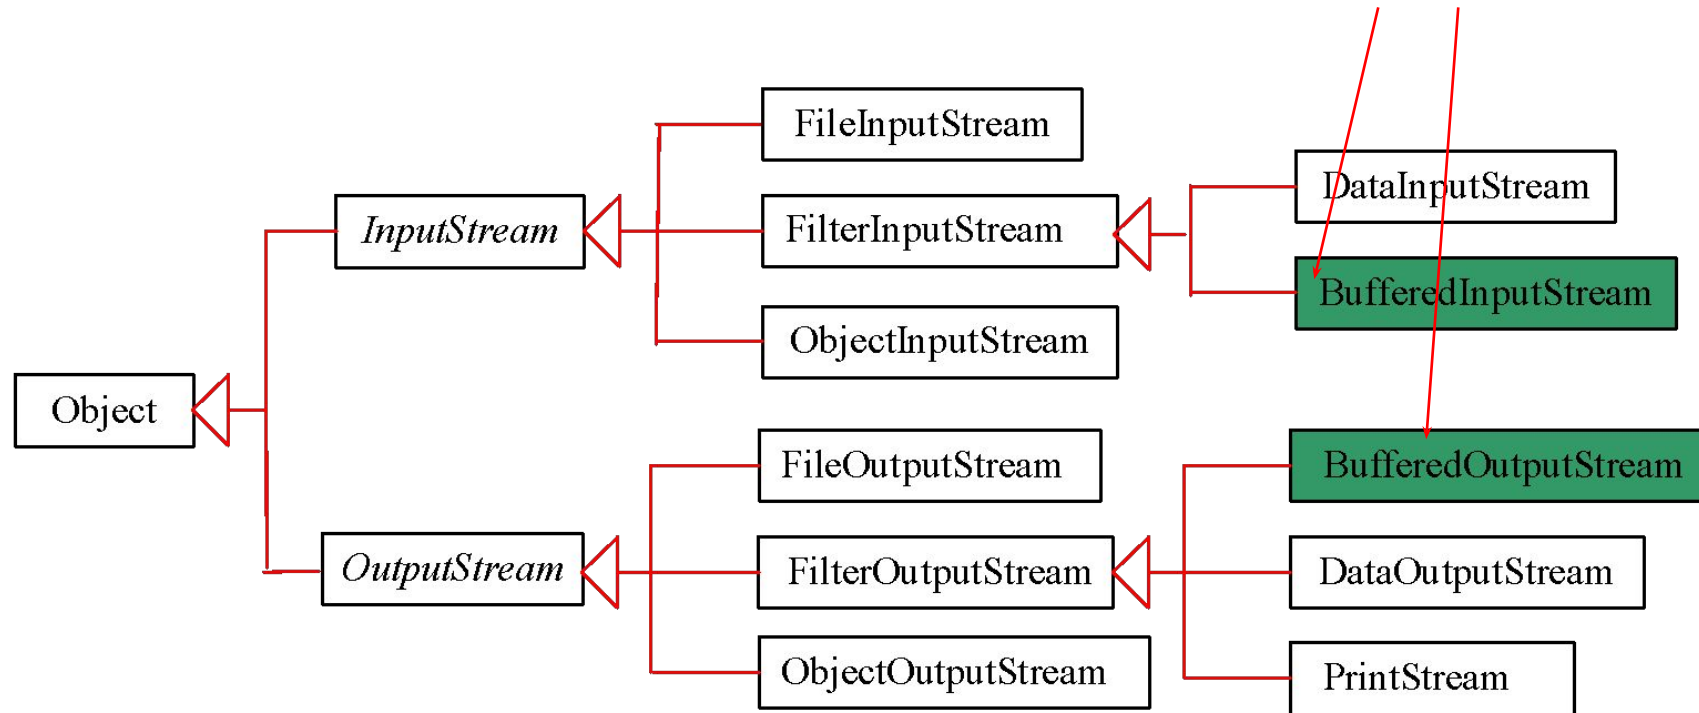 Object
InputStream
FileInputStream
FilterInputStream
ObjectInputStream
DataInputStream
BufferedInputStream
OutputStream
FileOutputStream
FilterOutputStream
ObjectOutputStream
BufferedOutputStream
DataOutputStream
PrintStream